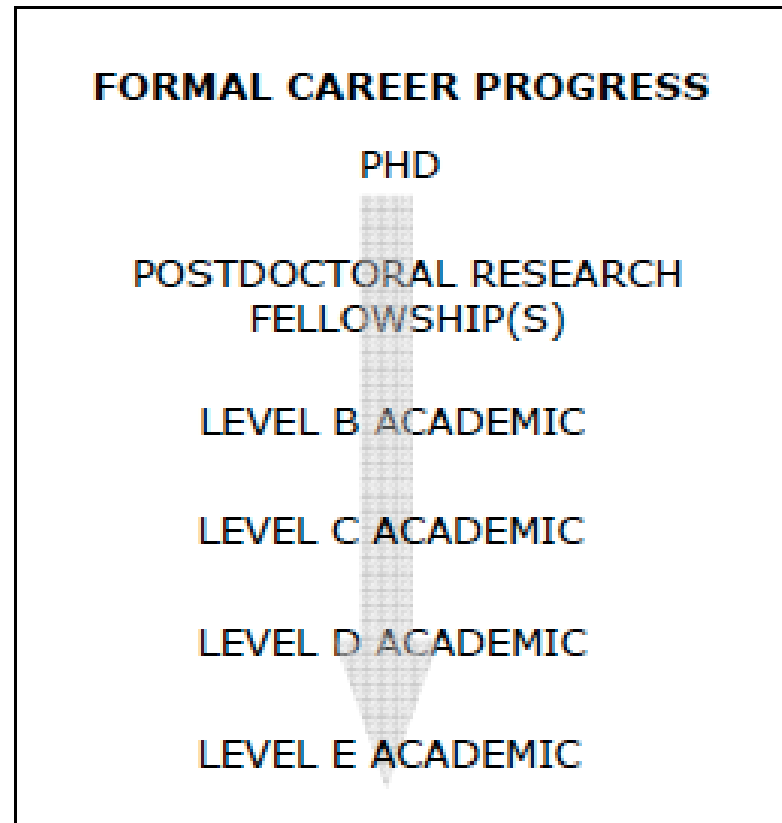 FORMAL CAREER PROGRESS
PHD
POSTDOCTORAL RESEARCH
FELLOWSHIP(S)
LEVEL B ACADEMIC
LEVEL C ACADEMIC
LEVEL D ACADEMIC
LEVEL E ACADEMIC